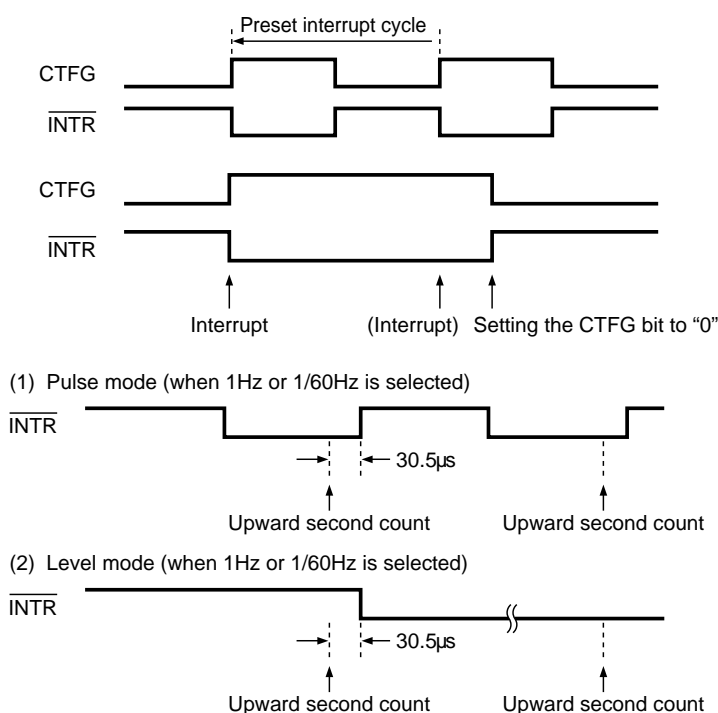 Preset interrupt cycle
CTFG
INTR
CTFG
INTR
Interrupt (Interrupt) Setting the CTFG bit to “0”
(1) Pulse mode (when 1Hz or 1/60Hz is selected)
INTR
30.5µs
Upward second count Upward second count
(2) Level mode (when 1Hz or 1/60Hz is selected)
INTR
30.5µs
Upward second count Upward second count